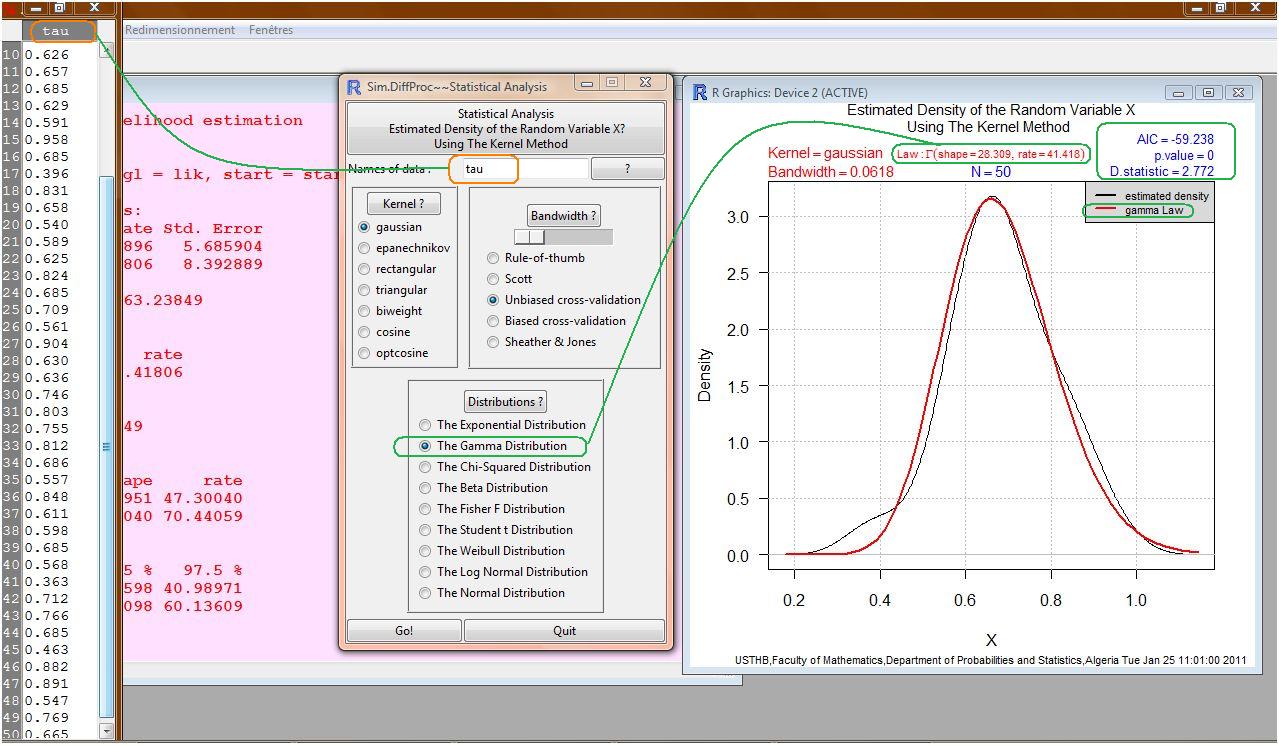 tau
10 0.626
11 0.657
12 0.685
13 0.629
14 0.591
15 0.958
16 0.685
17 0.396
18 0.831
19 0.658
20 0.540
21 0.589
22 0.625
23 0.824
24 0.685
25 0.709
26 0.561
27 0.904
28 0.630
29 0.636
30 0.746
31 0.803
32 0.755
33 0.812
34 0.686
35 0.557
36 0.848
37 0.611
38 0.598
39 0.685
40 0.568
41 0.363
42 0.712
43 0.766
44 0.685
45 0.463
46 0.882
47 0.891
48 0.547
49 0.769
50 0.665
Redimensionnement Fenêtres
elihood estimation
gl = lik, start = star
s:
ate Std. Error
896 5.685904
806 8.392889
63.23849
rate
.41806
49
ape rate
951 47.30040
040 70.44059
5 % 97.5 %
598 40.98971
098 60.13609
R Sim.DiffProc~~Statistical Analysis
Statistical Analysis
Estimated Density of the Random Variable X?
Using The Kernel Method
Names of data : tau ?
Kernel ?
gaussian
epanechnikov
rectangular
triangular
biweight
cosine
optcosine
Bandwidth ?
Rule-of-thumb
Scott
Unbiased cross-validation
Biased cross-validation
Sheather & Jones
Distributions ?
The Exponential Distribution
The Gamma Distribution
The Chi-Squared Distribution
The Beta Distribution
The Fisher F Distribution
The Student t Distribution
The Weibull Distribution
The Log Normal Distribution
The Normal Distribution
Go! Quit
R R Graphics: Device 2 (ACTIVE)
Estimated Density of the Random Variable X
Using The Kernel Method
Kernel = gaussian Law : Γ(shape = 28.309, rate = 41.418)
Bandwidth = 0.0618 N = 50
AIC = -59.238
p.value = 0
D.statistic = 2.772
estimated density
gamma Law
3.0
2.5
2.0
1.5
1.0
0.5
0.0
Density
0.2 0.4 0.6 0.8 1.0
X
USTHB,Faculty of Mathematics,Department of Probabilities and Statistics,Algeria Tue Jan 25 11:01:00 2011